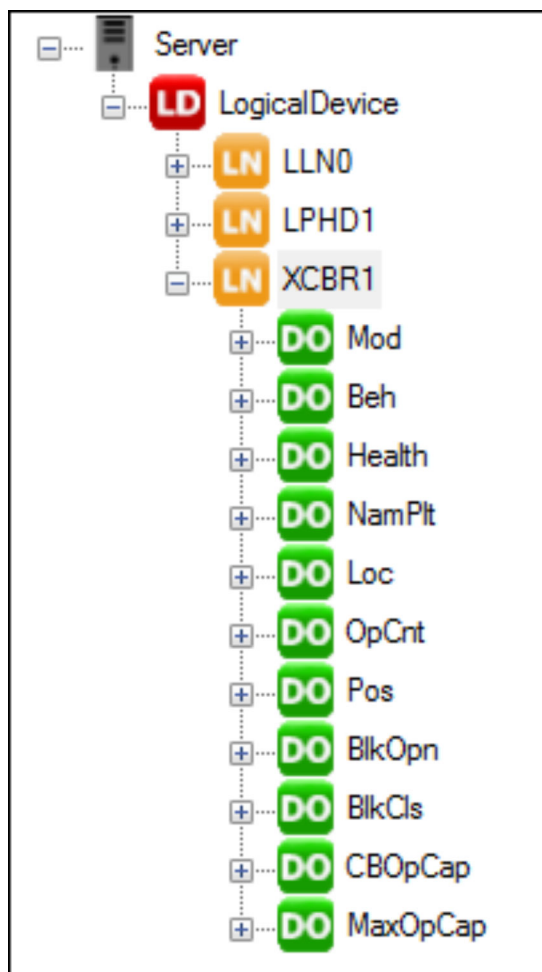 Server
LD LogicalDevice
LN LLN0
LN LPHD1
LN XCBR1
DO Mod
DO Beh
DO Health
DO NamPlt
DO Loc
DO OpCnt
DO Pos
DO BlkOpn
DO BlkCls
DO CBOpCap
DO MaxOpCap